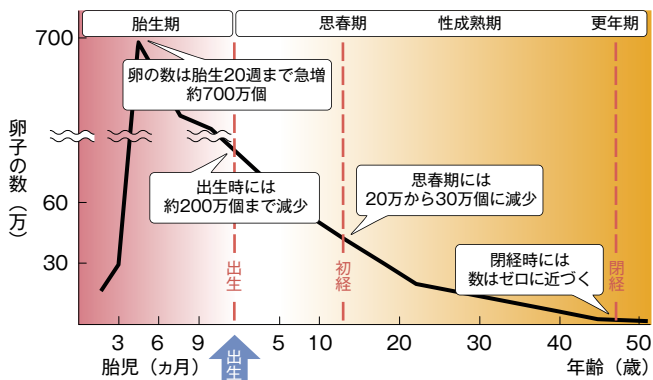 胎生期
思春期 性成熟期 更年期
700
卵の数は胎生20週まで急増
約700万個
卵子の数（万）
60
30
出生時には
約200万個まで減少
思春期には
20万から30万個に減少
閉経時には
数はゼロに近づく
出生
初経
閉経
3 6 9 5 10 20 30 40 50
胎児（ヵ月） 出生 年齢（歳）